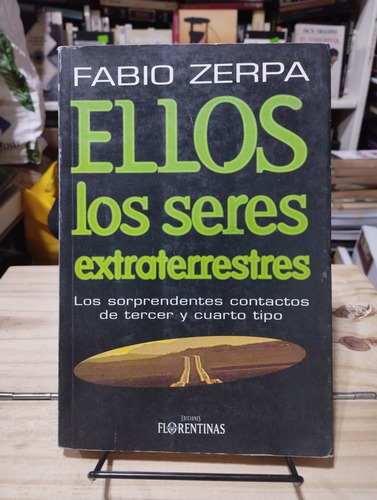 FABIO ZERPA
ELLOS
los seres
extraterrestres
Los sorprendentes contactos
de tercer y cuarto tipo
EDICIONES
FLORENTINAS